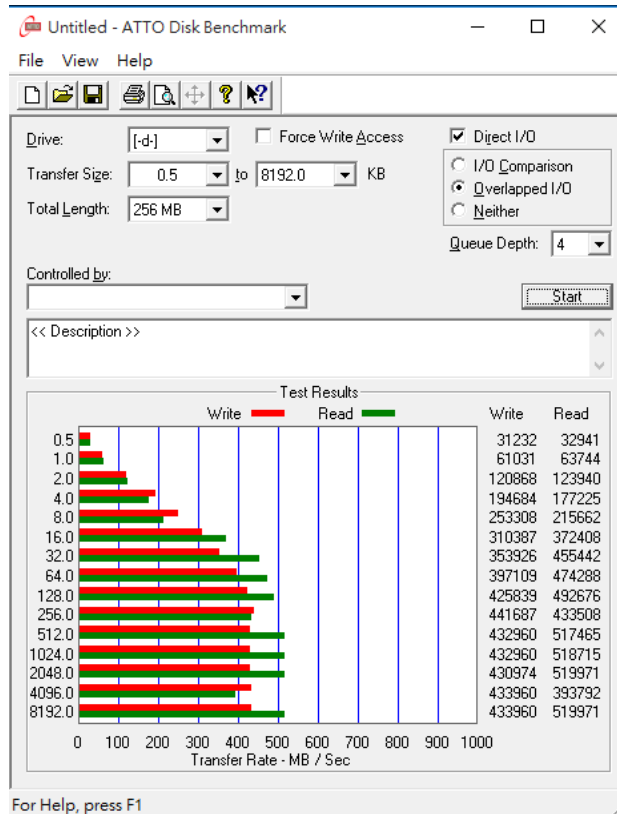 Untitled - ATTO Disk Benchmark
File View Help
Drive: [-d-] Force Write Access Direct I/O
Transfer Size: 0.5 to 8192.0 KB I/O Comparison
Overlapped I/O
Total Length: 256 MB Neither
Queue Depth: 4
Controlled by:
Start
<< Description >>
Test Results
Write Read Write Read
0.5 31232 32941
1.0 61031 63744
2.0 120868 123940
4.0 194684 177225
8.0 253308 215662
16.0 310387 372408
32.0 353926 455442
64.0 397109 474288
128.0 425839 492676
256.0 441687 433508
512.0 432960 517465
1024.0 432960 518715
2048.0 430974 519971
4096.0 433960 393792
8192.0 433960 519971
0 100 200 300 400 500 600 700 800 900 1000
Transfer Rate - MB / Sec
For Help, press F1